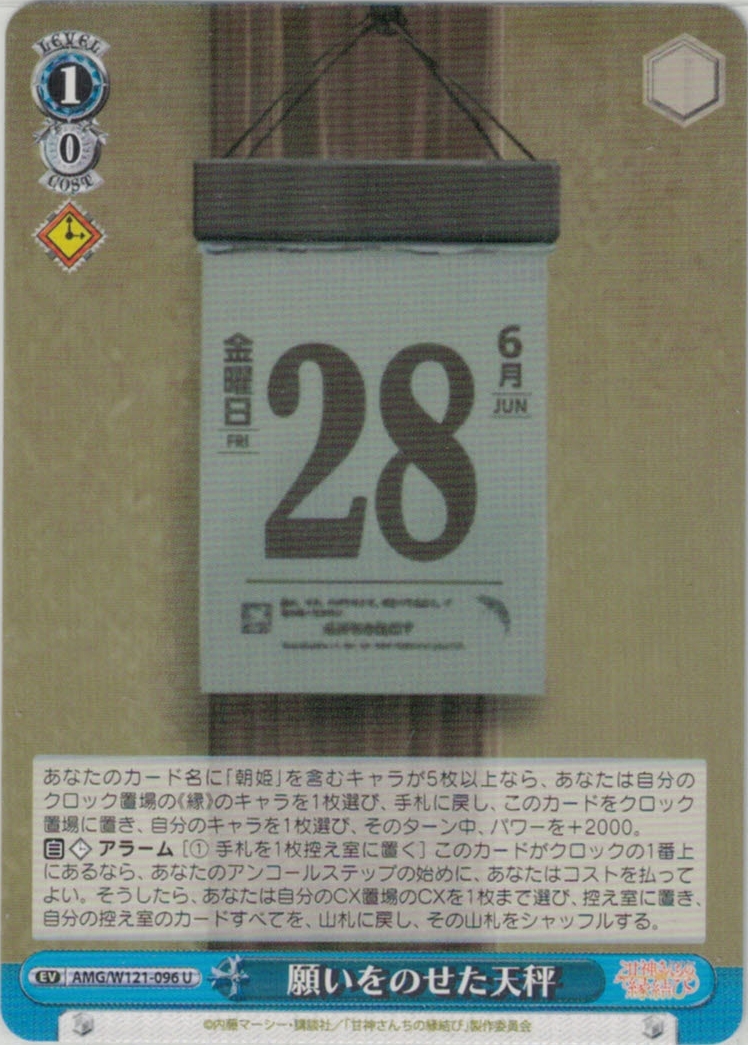 LEVEL
1
0
COST
金曜日
FRI
28
6月
JUN
あなたのカード名に「朝姫」を含むキャラが5枚以上なら、あなたは自分の
クロック置場の《縁》のキャラを1枚選び、手札に戻し、このカードをクロック
置場に置き、自分のキャラを1枚選び、そのターン中、パワーを+2000。
自 アラーム [① 手札を1枚控え室に置く] このカードがクロックの1番上
にあるなら、あなたのアンコールステップの始めに、あなたはコストを払って
よい。そうしたら、あなたは自分のCX置場のCXを1枚まで選び、控え室に置き、
自分の控え室のカードすべてを、山札に戻し、その山札をシャッフルする。
EV AMG/W121-096 U 願いをのせた天秤 甘神さんちの縁結び
©内藤マーシー・講談社/「甘神さんちの縁結び」製作委員会